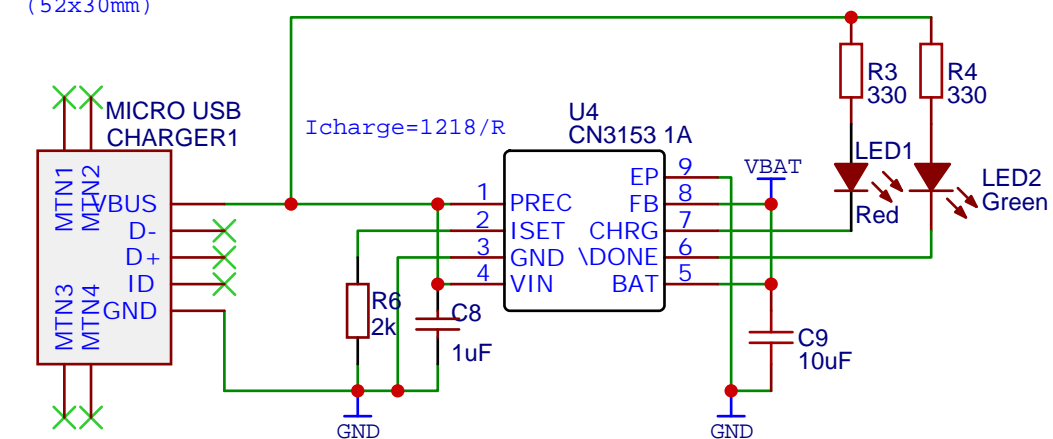 (52x30mm)
MICRO USB
CHARGER1
MTN1
MTN2
MTN3
MTN4
VBUS
D-
D+
ID
GND
Icharge=1218/R
U4
CN3153 1A
1
2
3
4
PREC
ISET
GND
VIN
EP
FB
CHRG
\DONE
BAT
9
8
7
6
5
R6
2k
C8
1uF
GND
VBAT
C9
10uF
GND
R3
330
R4
330
LED1
Red
LED2
Green